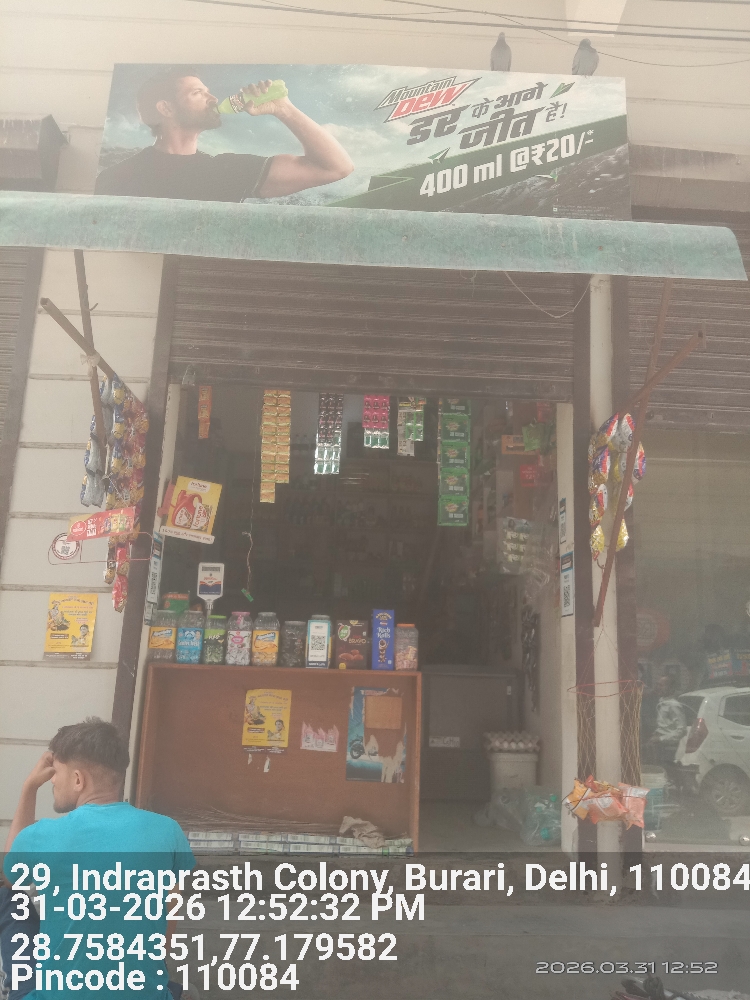 Mountain
DEW
डर के आगे
जीत है!
400 ml @₹20/-*
29, Indraprasth Colony, Burari, Delhi, 110084
31-03-2026 12:52:32 PM
28.7584351,77.179582
Pincode : 110084
2026.03.31 12:52